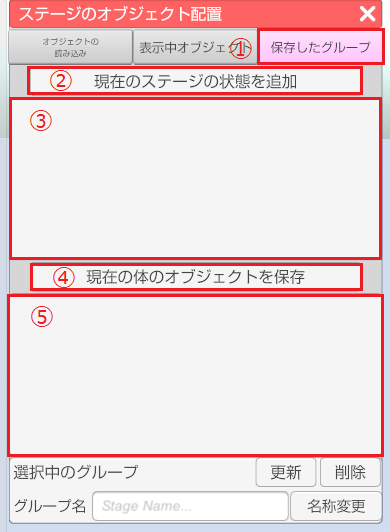 ステージのオブジェクト配置
オブジェクトの
読み込み
表示中オブジェクト
①
保存したグループ
②
現在のステージの状態を追加
③
④
現在の体のオブジェクトを保存
⑤
選択中のグループ
更新
削除
グループ名
Stage Name...
名称変更